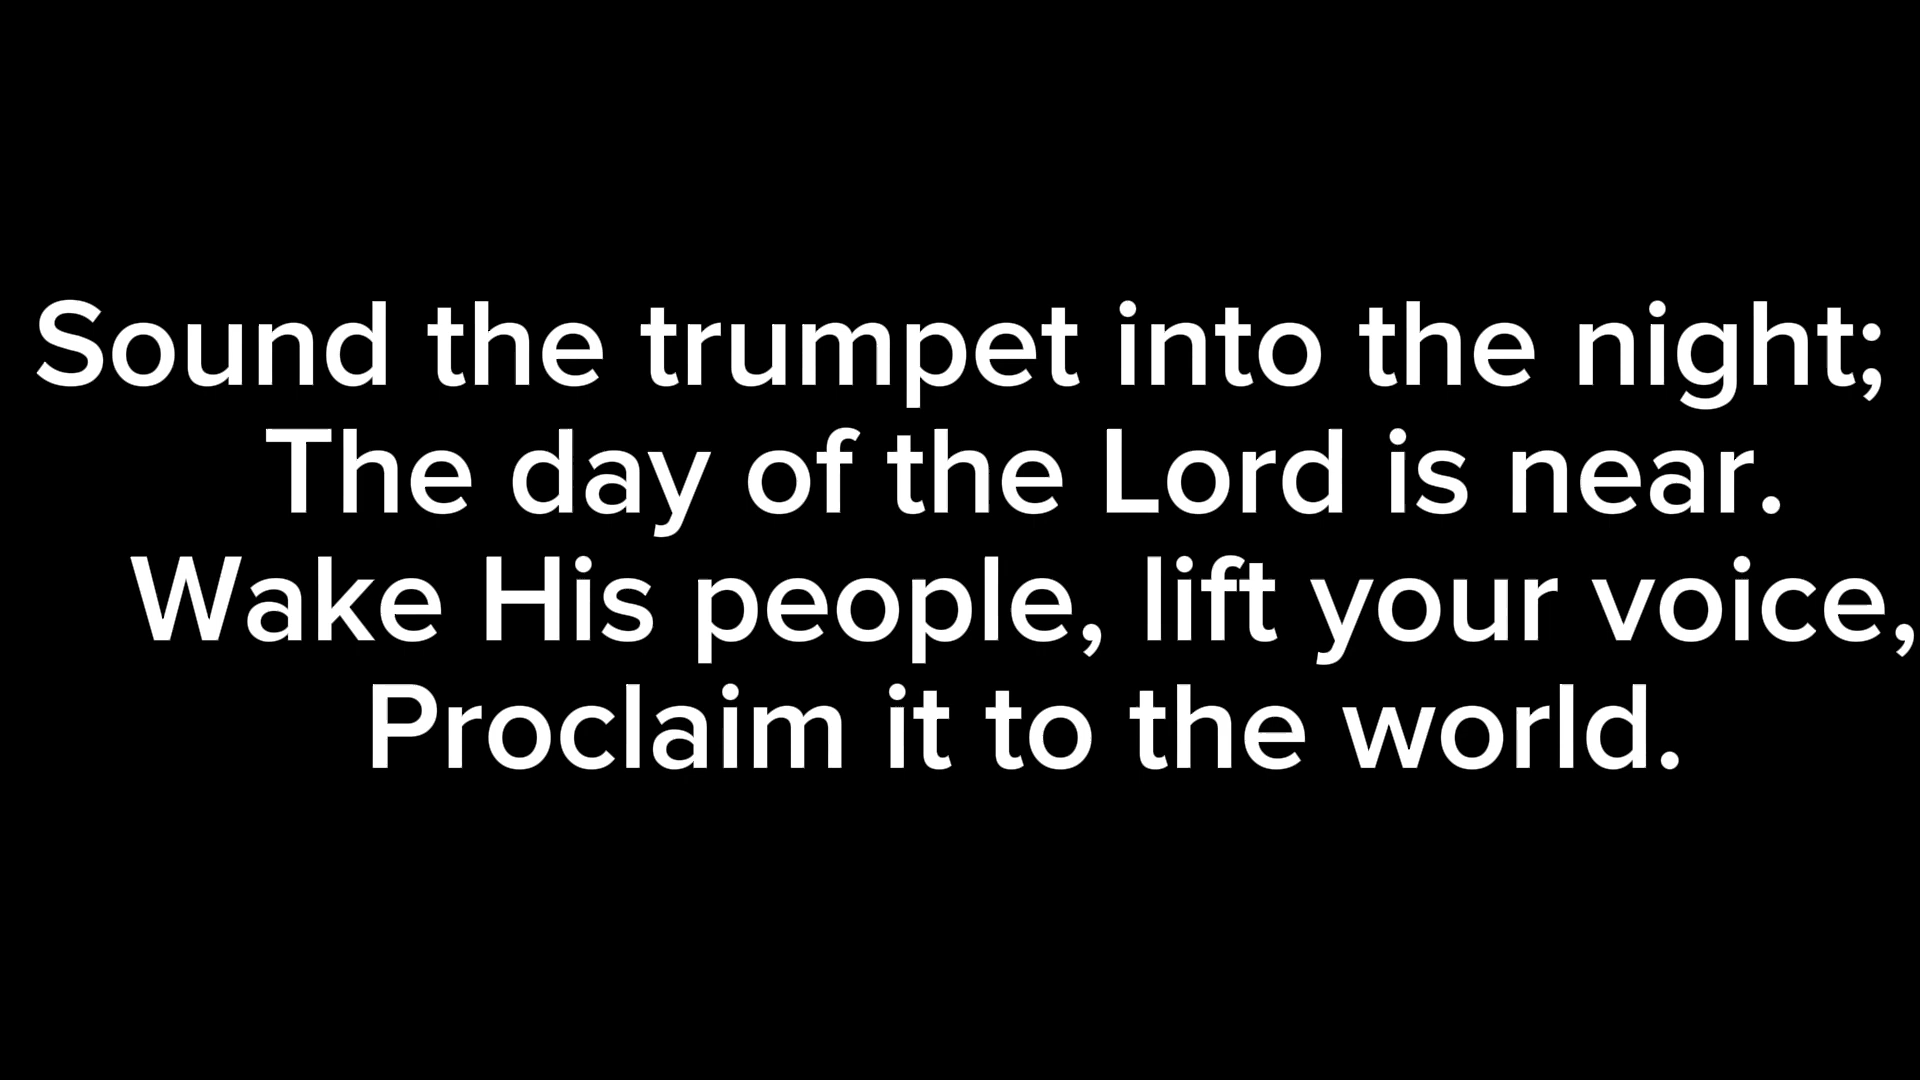 Sound the trumpet into the night;
The day of the Lord is near.
Wake His people, lift your voice,
Proclaim it to the world.